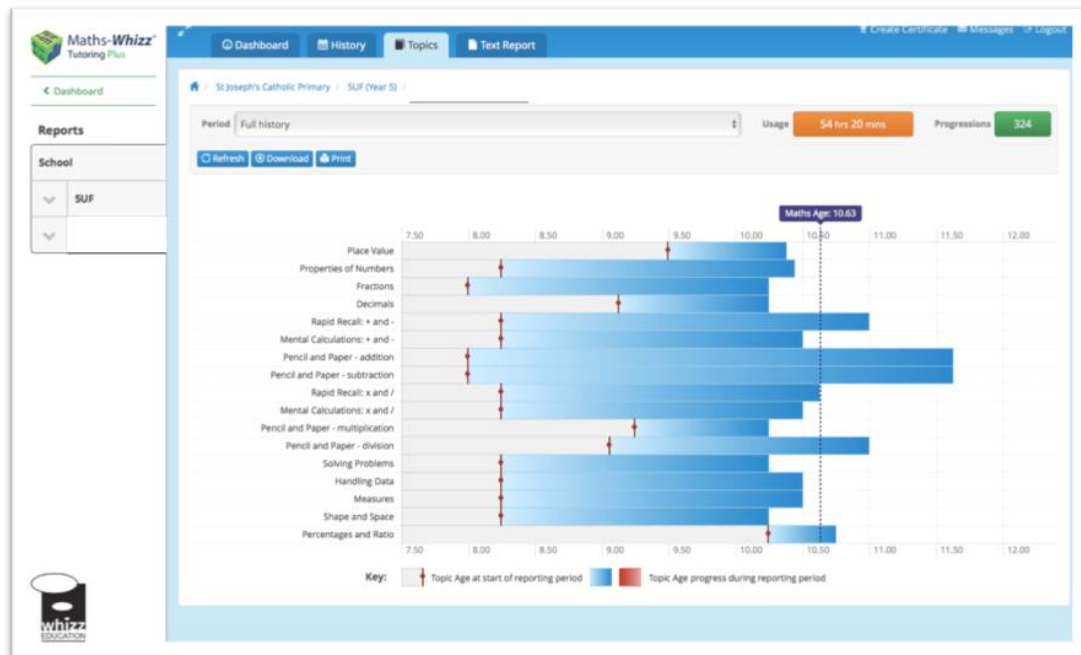 Maths-Whizz
Tutoring Plus
Dashboard
Reports
School
5UF
whizz
EDUCATION
Dashboard History Topics Text Report
Create Certificate Messages Logout
St Joseph's Catholic Primary / 5UF (Year 5) /
Period Full history Usage 54 hrs 20 mins Progressions 324
Refresh Download Print
Maths Age: 10.63
7.50 8.00 8.50 9.00 9.50 10.00 10.50 11.00 11.50 12.00
Place Value
Properties of Numbers
Fractions
Decimals
Rapid Recall: + and -
Mental Calculations: + and -
Pencil and Paper - addition
Pencil and Paper - subtraction
Rapid Recall: x and /
Mental Calculations: x and /
Pencil and Paper - multiplication
Pencil and Paper - division
Solving Problems
Handling Data
Measures
Shape and Space
Percentages and Ratio
7.50 8.00 8.50 9.00 9.50 10.00 10.50 11.00 11.50 12.00
Key: Topic Age at start of reporting period Topic Age progress during reporting period